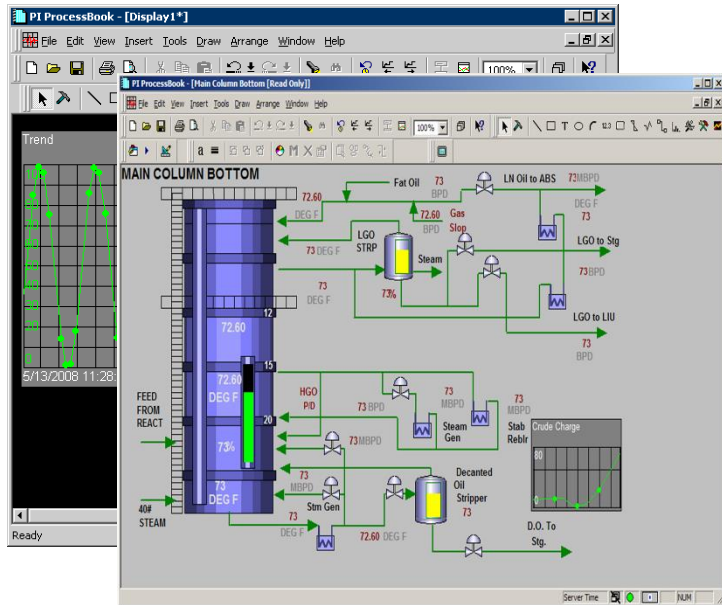 PI ProcessBook - [Display1*]
File Edit View Insert Tools Draw Arrange Window Help
100%
Trend
5/13/2008 11:28:
Ready
PI ProcessBook - [Main Column Bottom [Read Only]]
File Edit View Insert Tools Draw Arrange Window Help
100%
MAIN COLUMN BOTTOM
Fat Oil
73
BPD
LN Oil to ABS
73MBPD
DEG F
73
72.60
DEG F
72.60
BPD
Gas
Slop
LGO
STRP
73 DEG F
Steam
LGO to Stg
73BPD
73
DEG F
73%
LGO to LIU
73
BPD
12
72.60
15
72.60
DEG F
20
73%
73
DEG F
FEED
FROM
REACT
40#
STEAM
HGO
P/D
73 BPD
73
MBPD
73
MBPD
Steam
Gen
Stab
Reblr
73MBPD
73
MBPD
Stm Gen
73
DEG F
72.60 DEG F
Decanted
Oil
Stripper
73
Crude Charge
80
0
D.O. To
Stg.
Server Time
NUM